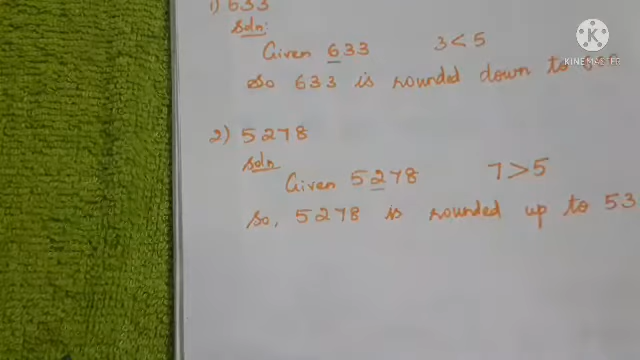 1) 633
Soln:
Given 633 3 < 5
So 633 is rounded down to
2) 5278
Soln
Given 5278 7 > 5
So, 5278 is rounded up to 53
KINEMASTER